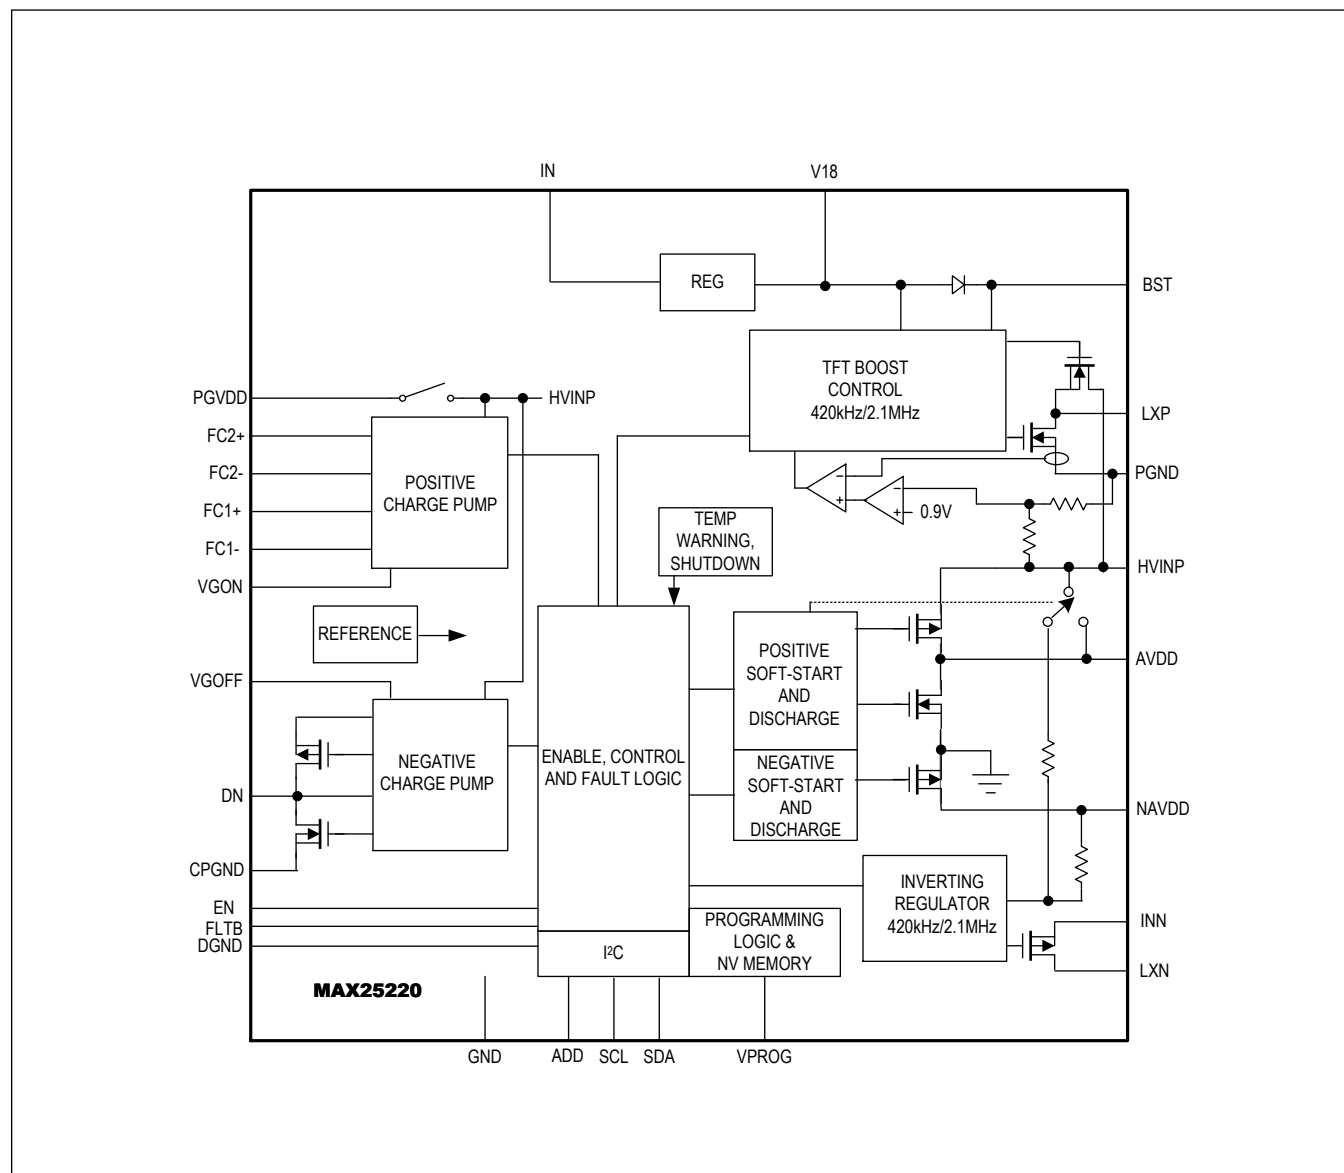 IN
V18
REG
BST
TFT BOOST
CONTROL
420kHz/2.1MHz
PGVDD
HVINP
LXP
FC2+
FC2-
FC1+
FC1-
VGON
POSITIVE
CHARGE PUMP
PGND
0.9V
TEMP
WARNING,
SHUTDOWN
HVINP
REFERENCE
POSITIVE
SOFT-START
AND
DISCHARGE
AVDD
VGOFF
NEGATIVE
CHARGE PUMP
ENABLE, CONTROL
AND FAULT LOGIC
NEGATIVE
SOFT-START
AND
DISCHARGE
DN
NAVDD
CPGND
INVERTING
REGULATOR
420kHz/2.1MHz
EN
FLTB
DGND
I²C
PROGRAMMING
LOGIC &
NV MEMORY
INN
LXN
MAX25220
GND
ADD
SCL
SDA
VPROG